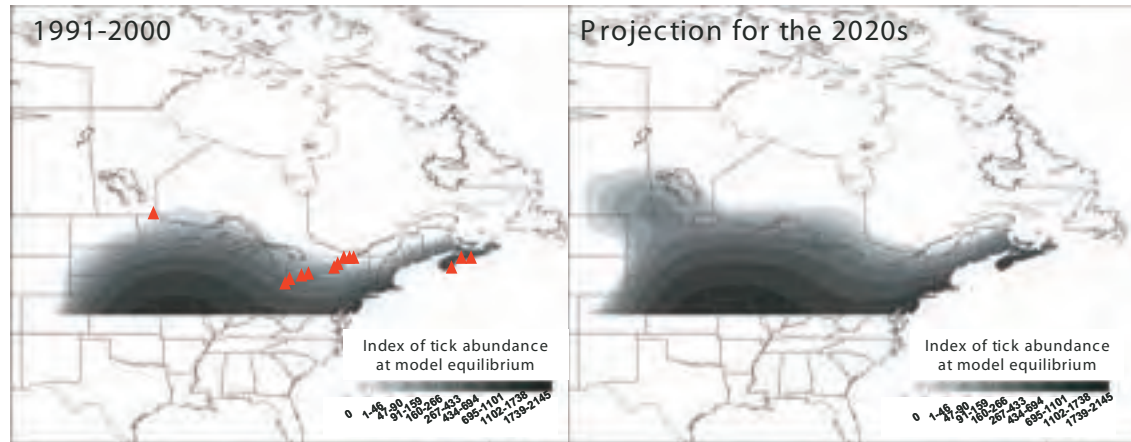 1991-2000
Index of tick abundance
at model equilibrium
0 1-46 47-90 91-159 160-266 267-433 434-694 695-1101 1102-1738 1739-2145
Projection for the 2020s
Index of tick abundance
at model equilibrium
0 1-46 47-90 91-159 160-266 267-433 434-694 695-1101 1102-1738 1739-2145